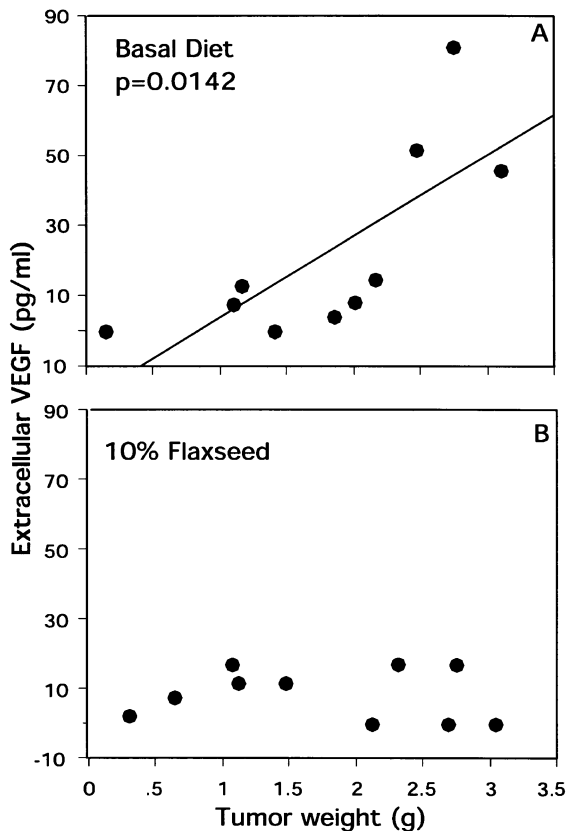 90
A
Basal Diet
p=0.0142
70
50
30
10
10
Extracellular VEGF (pg/ml)
90
B
10% Flaxseed
70
50
30
10
-10
0 .5 1 1.5 2 2.5 3 3.5
Tumor weight (g)